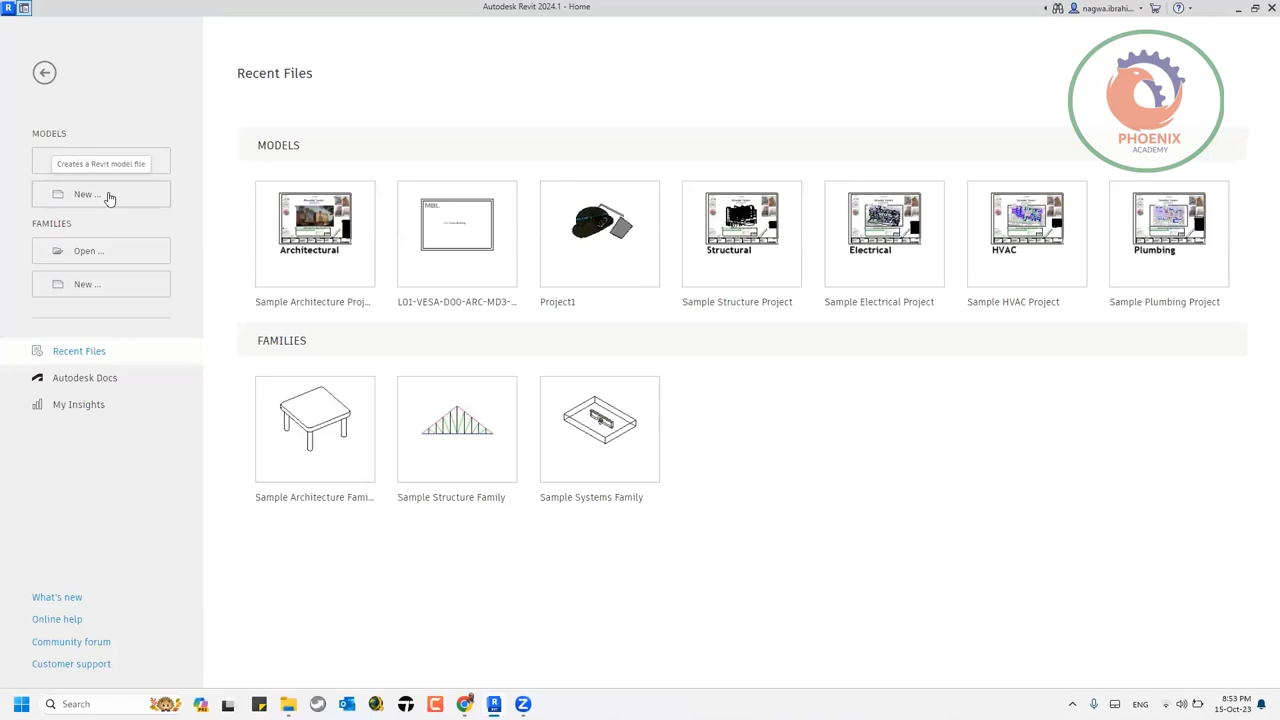 Autodesk Revit 2024.1 - Home
nagwa.ibrahi...
Recent Files
PHOENIX
ACADEMY
MODELS
Creates a Revit model file
New ...
FAMILIES
Open ...
New ...
Recent Files
Autodesk Docs
My Insights
What's new
Online help
Community forum
Customer support
MODELS
Architectural
MBL
Structural
Electrical
HVAC
Plumbing
Sample Architecture Proj...
L01-VESA-D00-ARC-MD3-...
Project1
Sample Structure Project
Sample Electrical Project
Sample HVAC Project
Sample Plumbing Project
FAMILIES
Sample Architecture Fami...
Sample Structure Family
Sample Systems Family
Search
ENG
8:53 PM
15-Oct-23